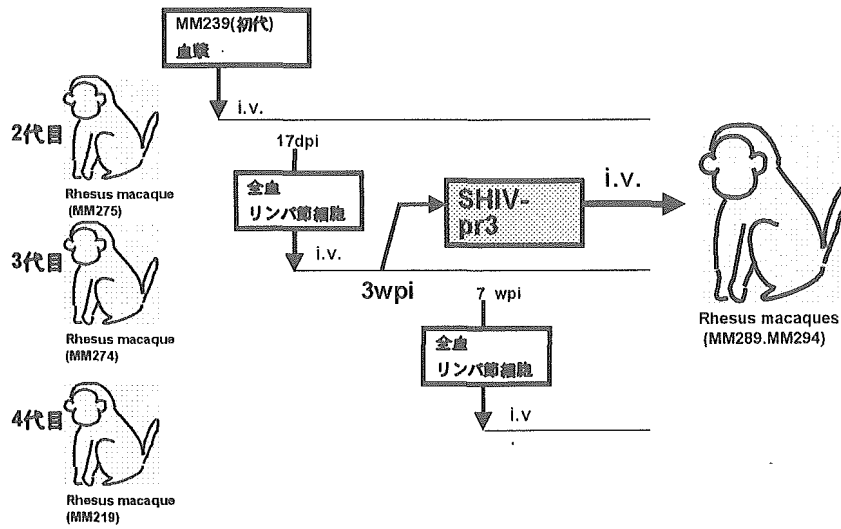 MM239(初代)
血漿
i.v.
2代目
Rhesus macaque
(MM275)
17dpi
全血
リンパ節細胞
i.v.
SHIV-
pr3
i.v.
3代目
Rhesus macaque
(MM274)
3wpi
7 wpi
全血
リンパ節細胞
i.v
Rhesus macaques
(MM289.MM294)
4代目
Rhesus macaque
(MM219)